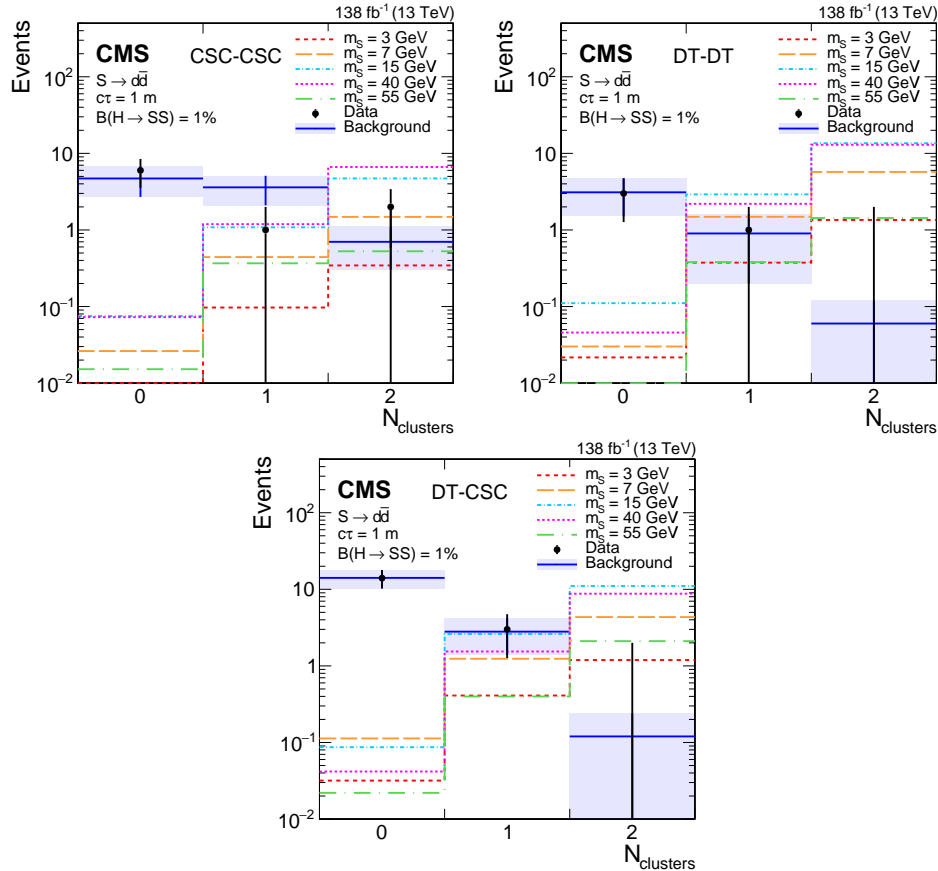 138 fb⁻¹ (13 TeV)
Events
CMS
CSC-CSC
S → dd̅
cτ = 1 m
B(H → SS) = 1%
m_S = 3 GeV
m_S = 7 GeV
m_S = 15 GeV
m_S = 40 GeV
m_S = 55 GeV
Data
Background
10²
10
1
10⁻¹
10⁻²
0 1 2
N_clusters
138 fb⁻¹ (13 TeV)
Events
CMS
DT-DT
S → dd̅
cτ = 1 m
B(H → SS) = 1%
m_S = 3 GeV
m_S = 7 GeV
m_S = 15 GeV
m_S = 40 GeV
m_S = 55 GeV
Data
Background
10²
10
1
10⁻¹
10⁻²
0 1 2
N_clusters
138 fb⁻¹ (13 TeV)
Events
CMS
DT-CSC
S → dd̅
cτ = 1 m
B(H → SS) = 1%
m_S = 3 GeV
m_S = 7 GeV
m_S = 15 GeV
m_S = 40 GeV
m_S = 55 GeV
Data
Background
10²
10
1
10⁻¹
10⁻²
0 1 2
N_clusters